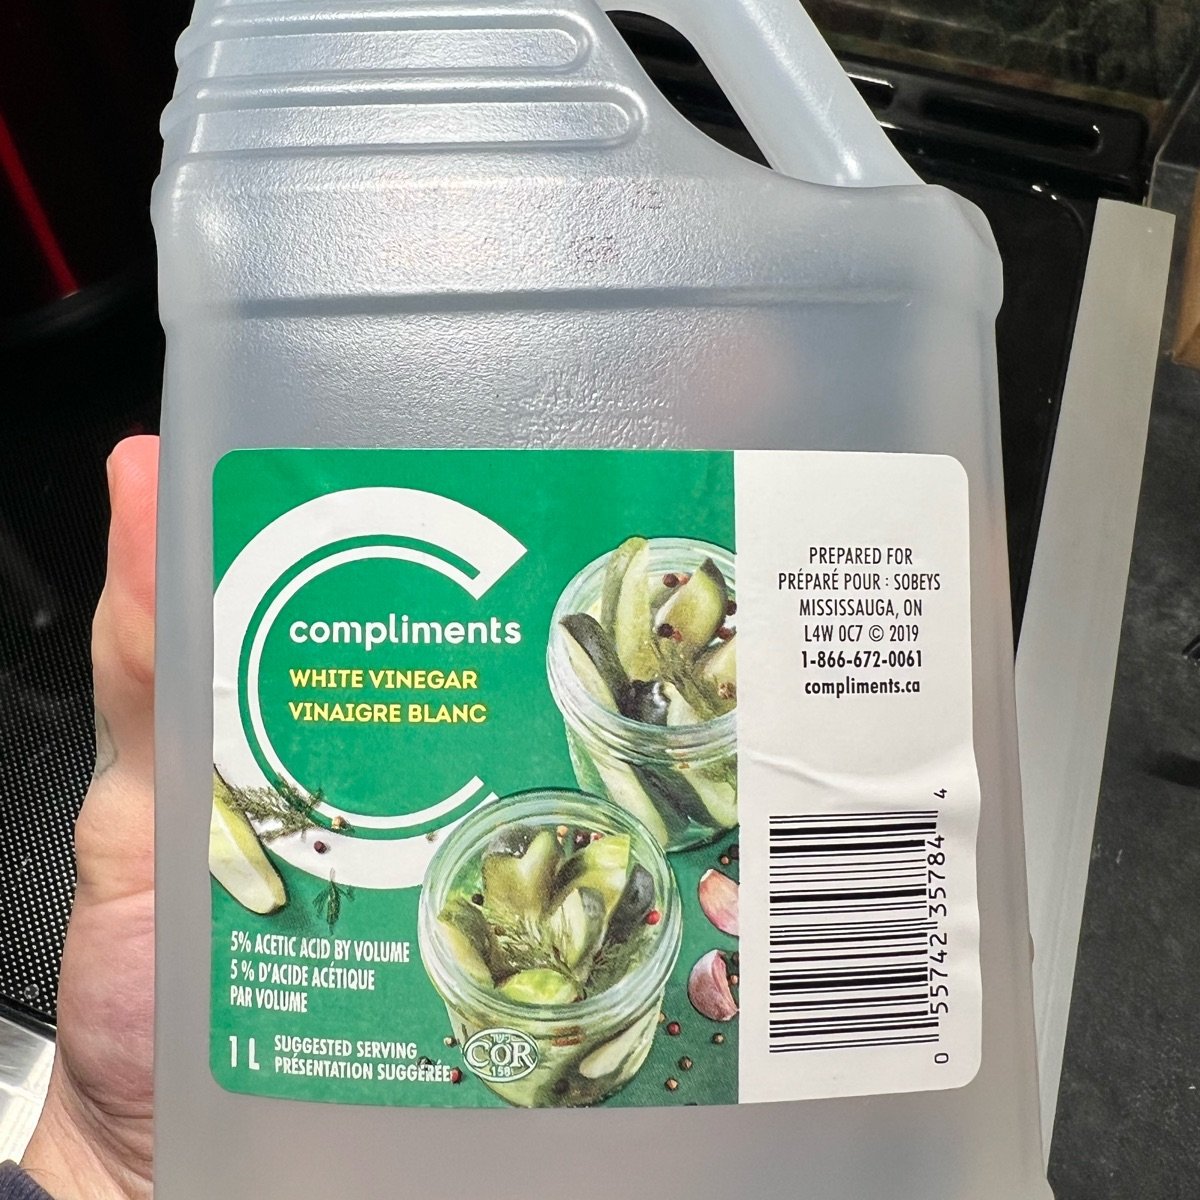 compliments
WHITE VINEGAR
VINAIGRE BLANC
5% ACETIC ACID BY VOLUME
5 % D'ACIDE ACÉTIQUE
PAR VOLUME
1 L
SUGGESTED SERVING
PRÉSENTATION SUGGÉRÉE
כשר
COR
158
PREPARED FOR
PRÉPARÉ POUR : SOBEYS
MISSISSAUGA, ON
L4W 0C7 © 2019
1-866-672-0061
compliments.ca
0 55742 35784 4